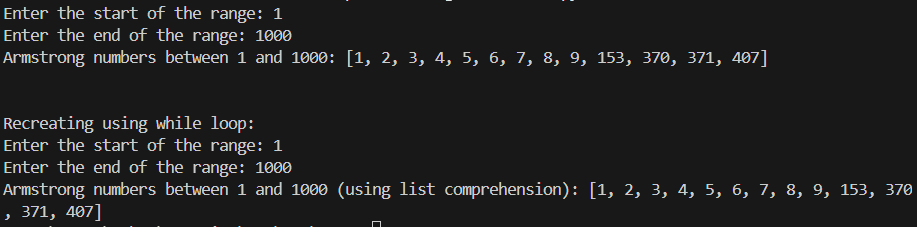 Enter the start of the range: 1
Enter the end of the range: 1000
Armstrong numbers between 1 and 1000: [1, 2, 3, 4, 5, 6, 7, 8, 9, 153, 370, 371, 407]
Recreating using while loop:
Enter the start of the range: 1
Enter the end of the range: 1000
Armstrong numbers between 1 and 1000 (using list comprehension): [1, 2, 3, 4, 5, 6, 7, 8, 9, 153, 370
, 371, 407]